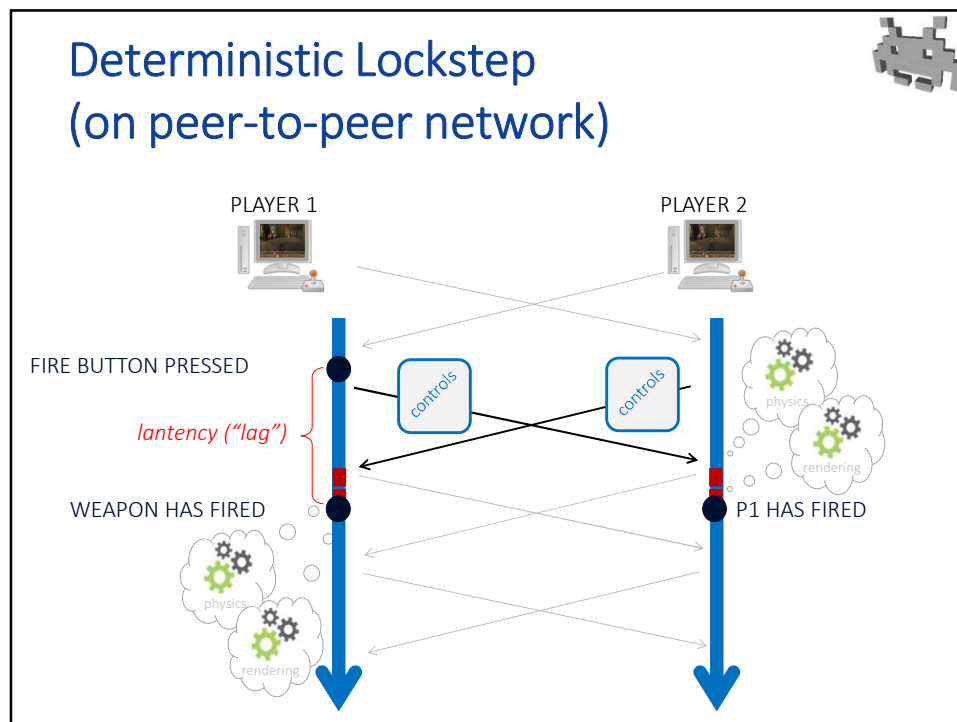 Deterministic Lockstep
(on peer-to-peer network)
PLAYER 1
PLAYER 2
FIRE BUTTON PRESSED
controls
controls
physics
lantency (“lag”)
rendering
WEAPON HAS FIRED
P1 HAS FIRED
physics
rendering